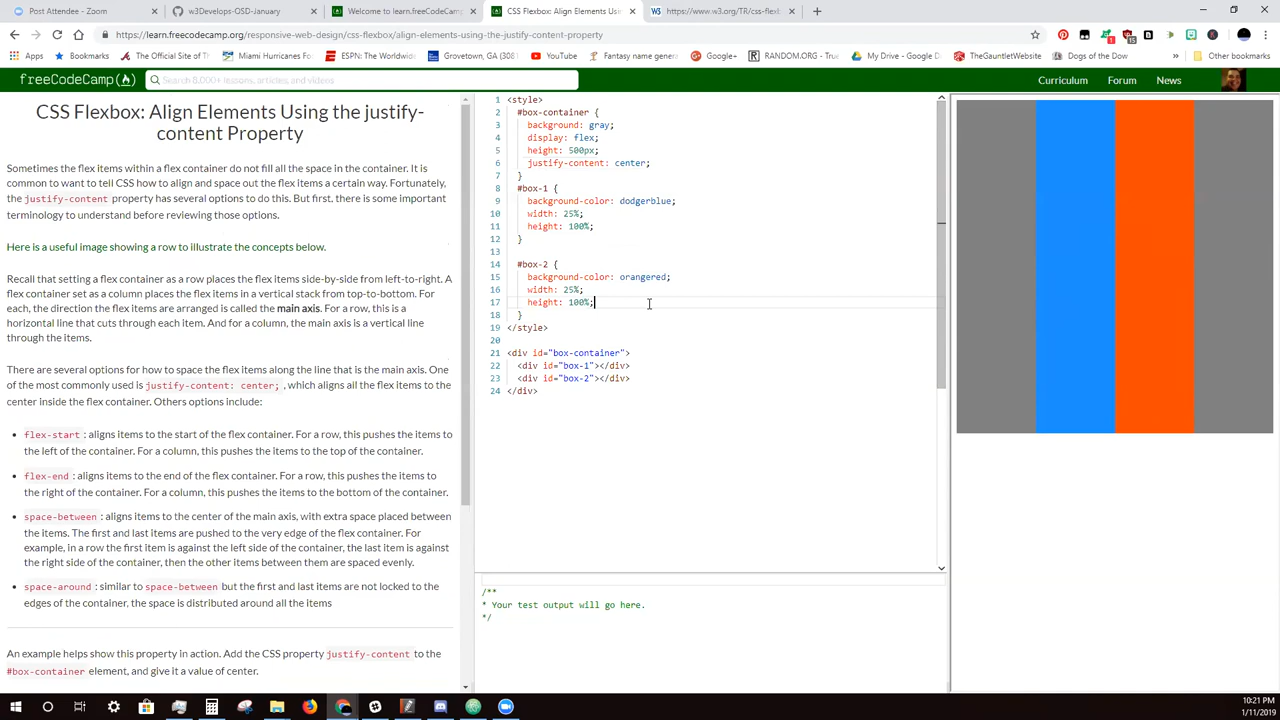 Post Attendee - Zoom
w3Develops-OSD-January
Welcome to learn.freeCodeCamp
CSS Flexbox: Align Elements Usi
https://www.w3.org/TR/css-flex
https://learn.freecodecamp.org/responsive-web-design/css-flexbox/align-elements-using-the-justify-content-property
Apps
Bookmarks
The Official Site of
Miami Hurricanes Fo
ESPN: The Worldwide
Grovetown, GA (3081
YouTube
Fantasy name genera
Google+
RANDOM.ORG - True
My Drive - Google D
TheGauntletWebsite
Dogs of the Dow
»
Other bookmarks
freeCodeCamp
Search 8,000+ lessons, articles, and videos
Curriculum
Forum
News
CSS Flexbox: Align Elements Using the justify-
content Property
Sometimes the flex items within a flex container do not fill all the space in the container. It is
common to want to tell CSS how to align and space out the flex items a certain way. Fortunately,
the justify-content property has several options to do this. But first, there is some important
terminology to understand before reviewing those options.
Here is a useful image showing a row to illustrate the concepts below.
Recall that setting a flex container as a row places the flex items side-by-side from left-to-right. A
flex container set as a column places the flex items in a vertical stack from top-to-bottom. For
each, the direction the flex items are arranged is called the main axis. For a row, this is a
horizontal line that cuts through each item. And for a column, the main axis is a vertical line
through the items.
There are several options for how to space the flex items along the line that is the main axis. One
of the most commonly used is justify-content: center; , which aligns all the flex items to the
center inside the flex container. Others options include:
flex-start : aligns items to the start of the flex container. For a row, this pushes the items to
the left of the container. For a column, this pushes the items to the top of the container.
flex-end : aligns items to the end of the flex container. For a row, this pushes the items to
the right of the container. For a column, this pushes the items to the bottom of the container.
space-between : aligns items to the center of the main axis, with extra space placed between
the items. The first and last items are pushed to the very edge of the flex container. For
example, in a row the first item is against the left side of the container, the last item is against
the right side of the container, then the other items between them are spaced evenly.
space-around : similar to space-between but the first and last items are not locked to the
edges of the container, the space is distributed around all the items
An example helps show this property in action. Add the CSS property justify-content to the
#box-container element, and give it a value of center.
1 <style>
2 #box-container {
3 background: gray;
4 display: flex;
5 height: 500px;
6 justify-content: center;
7 }
8 #box-1 {
9 background-color: dodgerblue;
10 width: 25%;
11 height: 100%;
12 }
13
14 #box-2 {
15 background-color: orangered;
16 width: 25%;
17 height: 100%;
18 }
19 </style>
20
21 <div id="box-container">
22 <div id="box-1"></div>
23 <div id="box-2"></div>
24 </div>
/**
* Your test output will go here.
*/
10:21 PM
1/11/2019